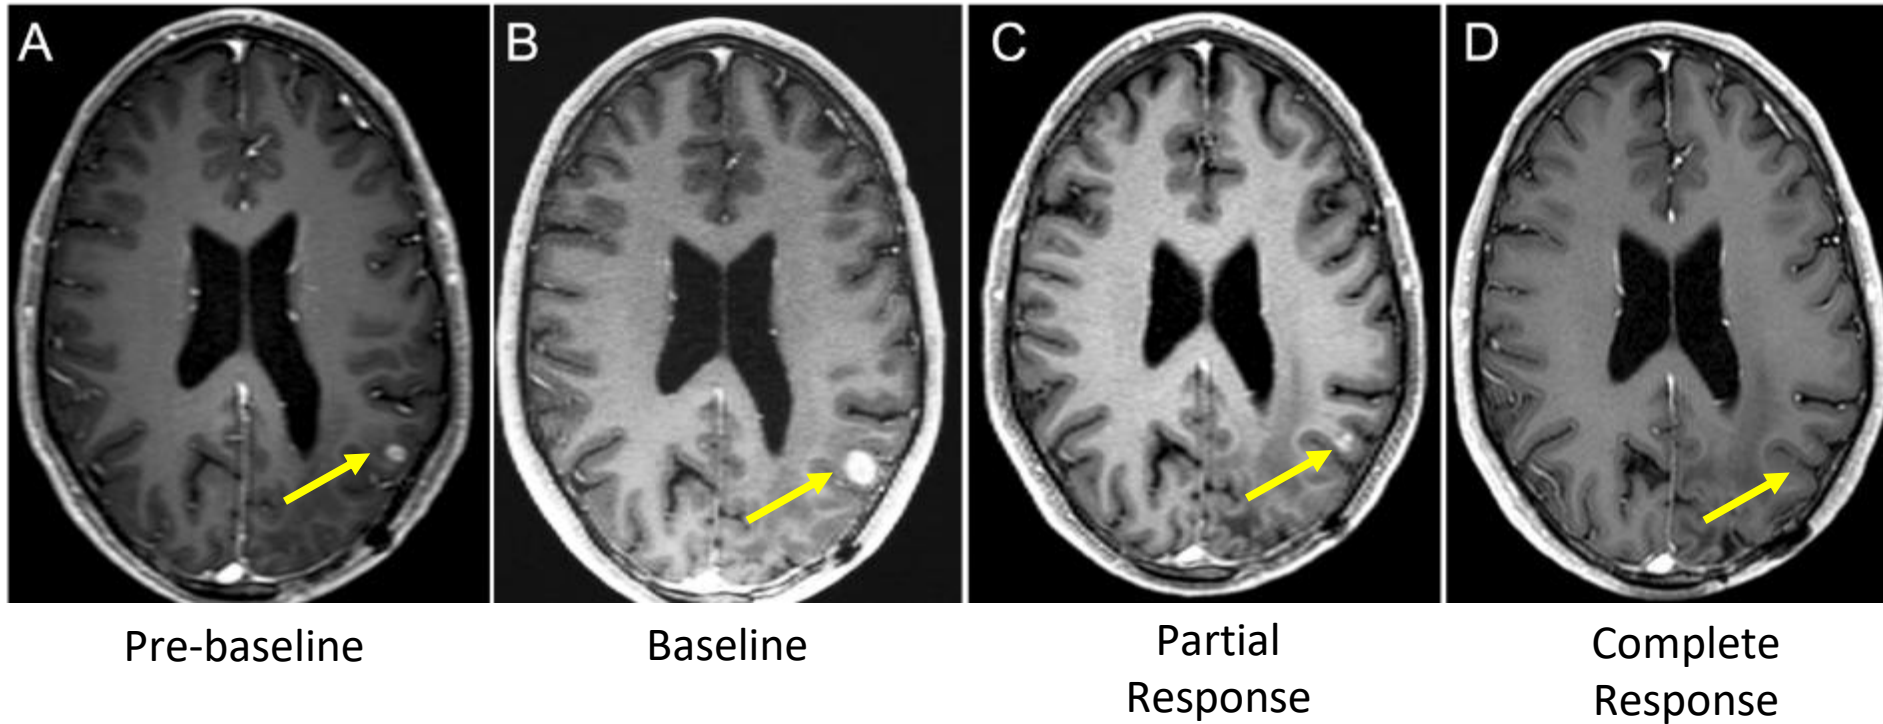 A
B
C
D
Pre-baseline
Baseline
Partial
Response
Complete
Response